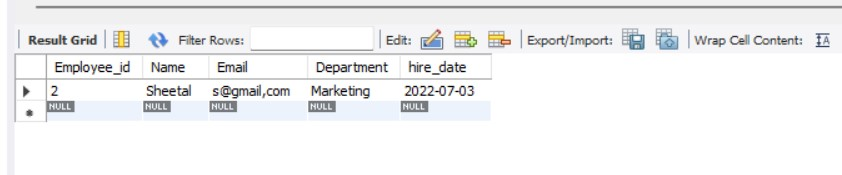 Result Grid Filter Rows: Edit: Export/Import: Wrap Cell Content: IA
Employee_id Name Email Department hire_date
2 Sheetal s@gmail,com Marketing 2022-07-03
NULL NULL NULL NULL NULL